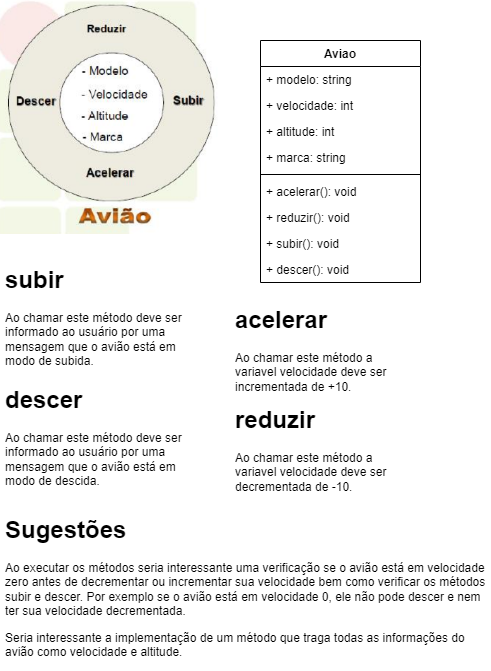 Reduzir
Descer
- Modelo
- Velocidade
- Altitude
- Marca
Subir
Acelerar
Avião
Aviao
+ modelo: string
+ velocidade: int
+ altitude: int
+ marca: string
+ acelerar(): void
+ reduzir(): void
+ subir(): void
+ descer(): void
subir
Ao chamar este método deve ser
informado ao usuário por uma
mensagem que o avião está em
modo de subida.
acelerar
Ao chamar este método a
variavel velocidade deve ser
incrementada de +10.
descer
Ao chamar este método deve ser
informado ao usuário por uma
mensagem que o avião está em
modo de descida.
reduzir
Ao chamar este método a
variavel velocidade deve ser
decrementada de -10.
Sugestões
Ao executar os métodos seria interessante uma verificação se o avião está em velocidade
zero antes de decrementar ou incrementar sua velocidade bem como verificar os métodos
subir e descer. Por exemplo se o avião está em velocidade 0, ele não pode descer e nem
ter sua velocidade decrementada.
Seria interessante a implementação de um método que traga todas as informações do
avião como velocidade e altitude.